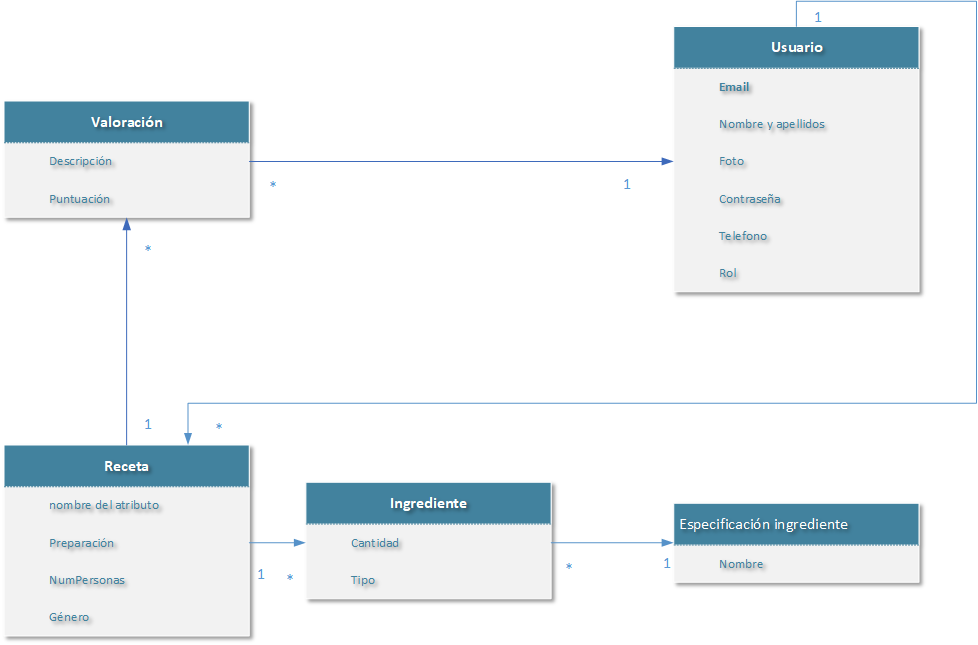 1
Usuario
Email
Nombre y apellidos
Foto
Contraseña
Telefono
Rol
Valoración
Descripción
Puntuación
*
1
*
1
*
Receta
nombre del atributo
Preparación
NumPersonas
Género
1
*
Ingrediente
Cantidad
Tipo
*
1
Especificación ingrediente
Nombre